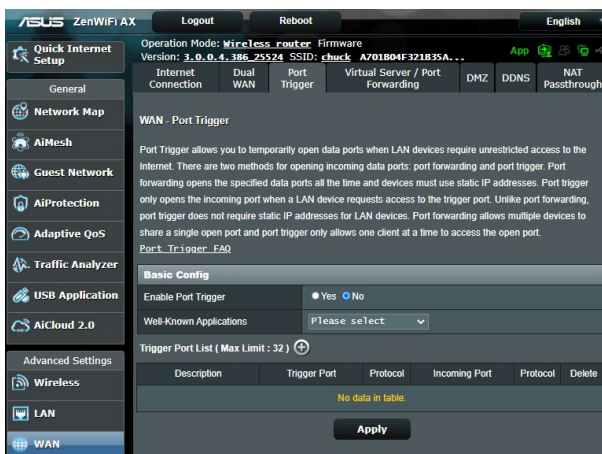 ASUS ZenWiFi AX Logout Reboot English
Quick Internet Setup
General
Network Map
AiMesh
Guest Network
AiProtection
Adaptive QoS
Traffic Analyzer
USB Application
AiCloud 2.0
Advanced Settings
Wireless
LAN
WAN
Operation Mode: Wireless router Firmware
Version: 3.0.0.4.386_25524 SSID: chuck A701B04F321B35A...
App
Internet Connection Dual WAN Port Trigger Virtual Server / Port Forwarding DMZ DDNS NAT Passthrough
WAN - Port Trigger
Port Trigger allows you to temporarily open data ports when LAN devices require unrestricted access to the
Internet. There are two methods for opening incoming data ports: port forwarding and port trigger. Port
forwarding opens the specified data ports all the time and devices must use static IP addresses. Port trigger
only opens the incoming port when a LAN device requests access to the trigger port. Unlike port forwarding,
port trigger does not require static IP addresses for LAN devices. Port forwarding allows multiple devices to
share a single open port and port trigger only allows one client at a time to access the open port.
Port Trigger FAQ
Basic Config
Enable Port Trigger Yes No
Well-Known Applications Please select
Trigger Port List ( Max Limit : 32 )
Description Trigger Port Protocol Incoming Port Protocol Delete
No data in table.
Apply